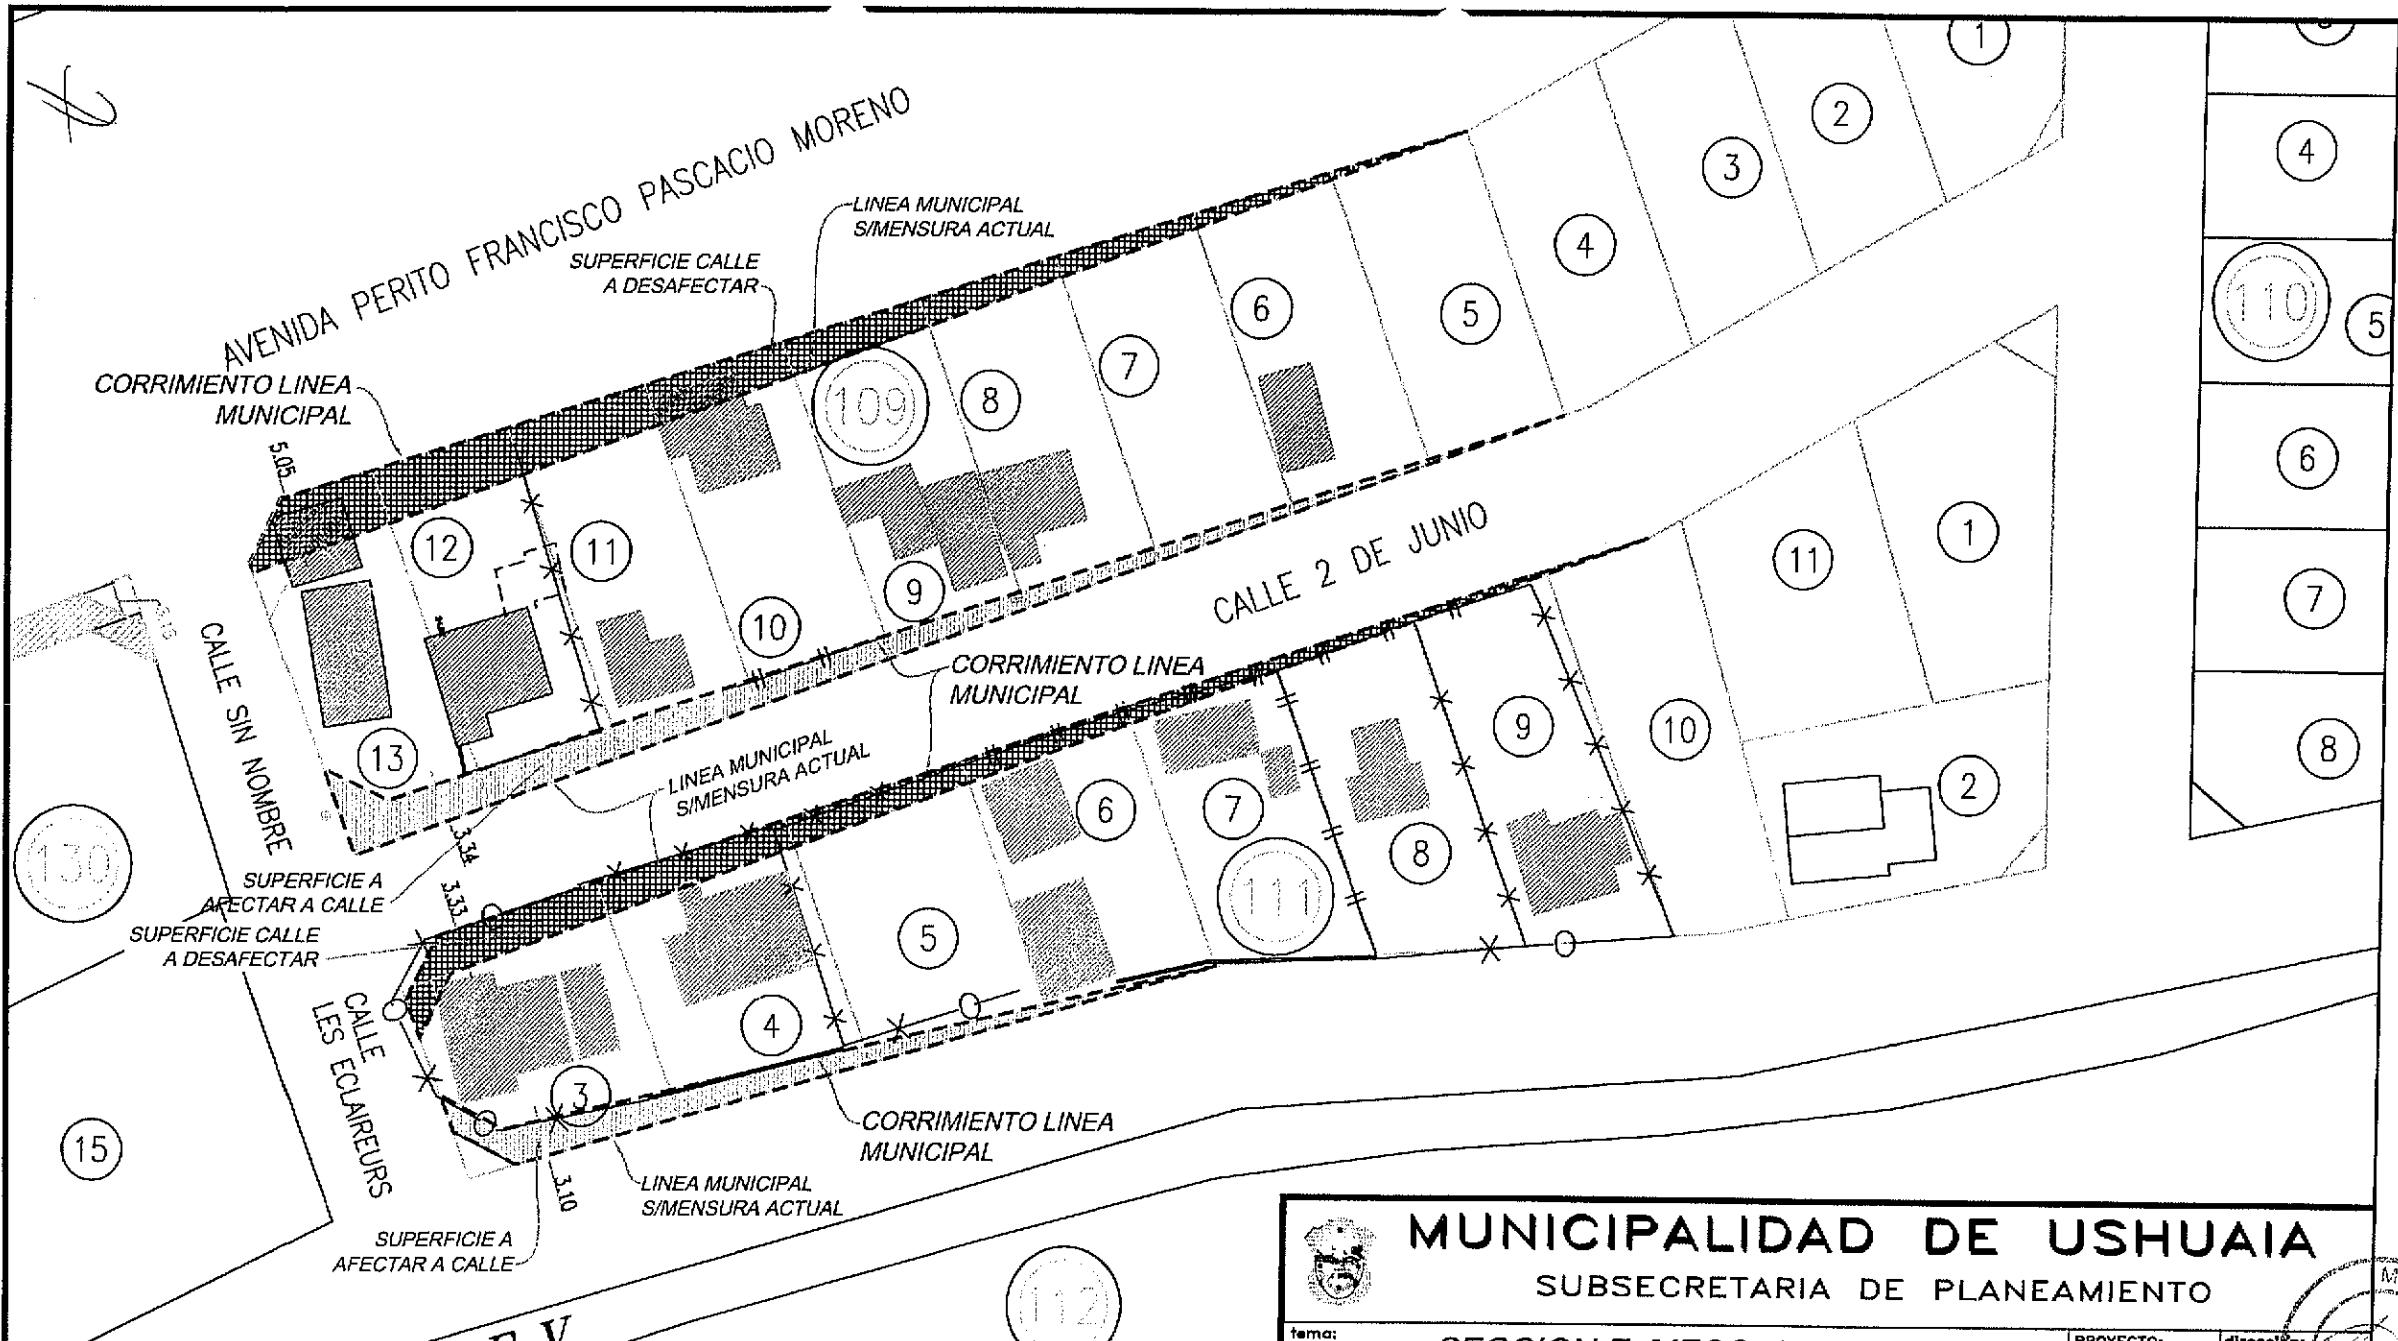 1
2
3
4
5
6
7
8
9
10
11
12
13
109
4
110
5
6
7
8
AVENIDA PERITO FRANCISCO PASCACIO MORENO
LINEA MUNICIPAL
S/MENSURA ACTUAL
SUPERFICIE CALLE
A DESAFECTAR
CORRIMIENTO LINEA
MUNICIPAL
5.05
CALLE 2 DE JUNIO
CALLE SIN NOMBRE
CORRIMIENTO LINEA
MUNICIPAL
LINEA MUNICIPAL
S/MENSURA ACTUAL
3.34
3.33
SUPERFICIE A
AFECTAR A CALLE
SUPERFICIE CALLE
A DESAFECTAR
130
15
CALLE
LES ECLAIREURS
1
2
3
4
5
6
7
8
9
10
11
111
CORRIMIENTO LINEA
MUNICIPAL
LINEA MUNICIPAL
S/MENSURA ACTUAL
3.10
SUPERFICIE A
AFECTAR A CALLE
112
MUNICIPALIDAD DE USHUAIA
SUBSECRETARIA DE PLANEAMIENTO
tema: